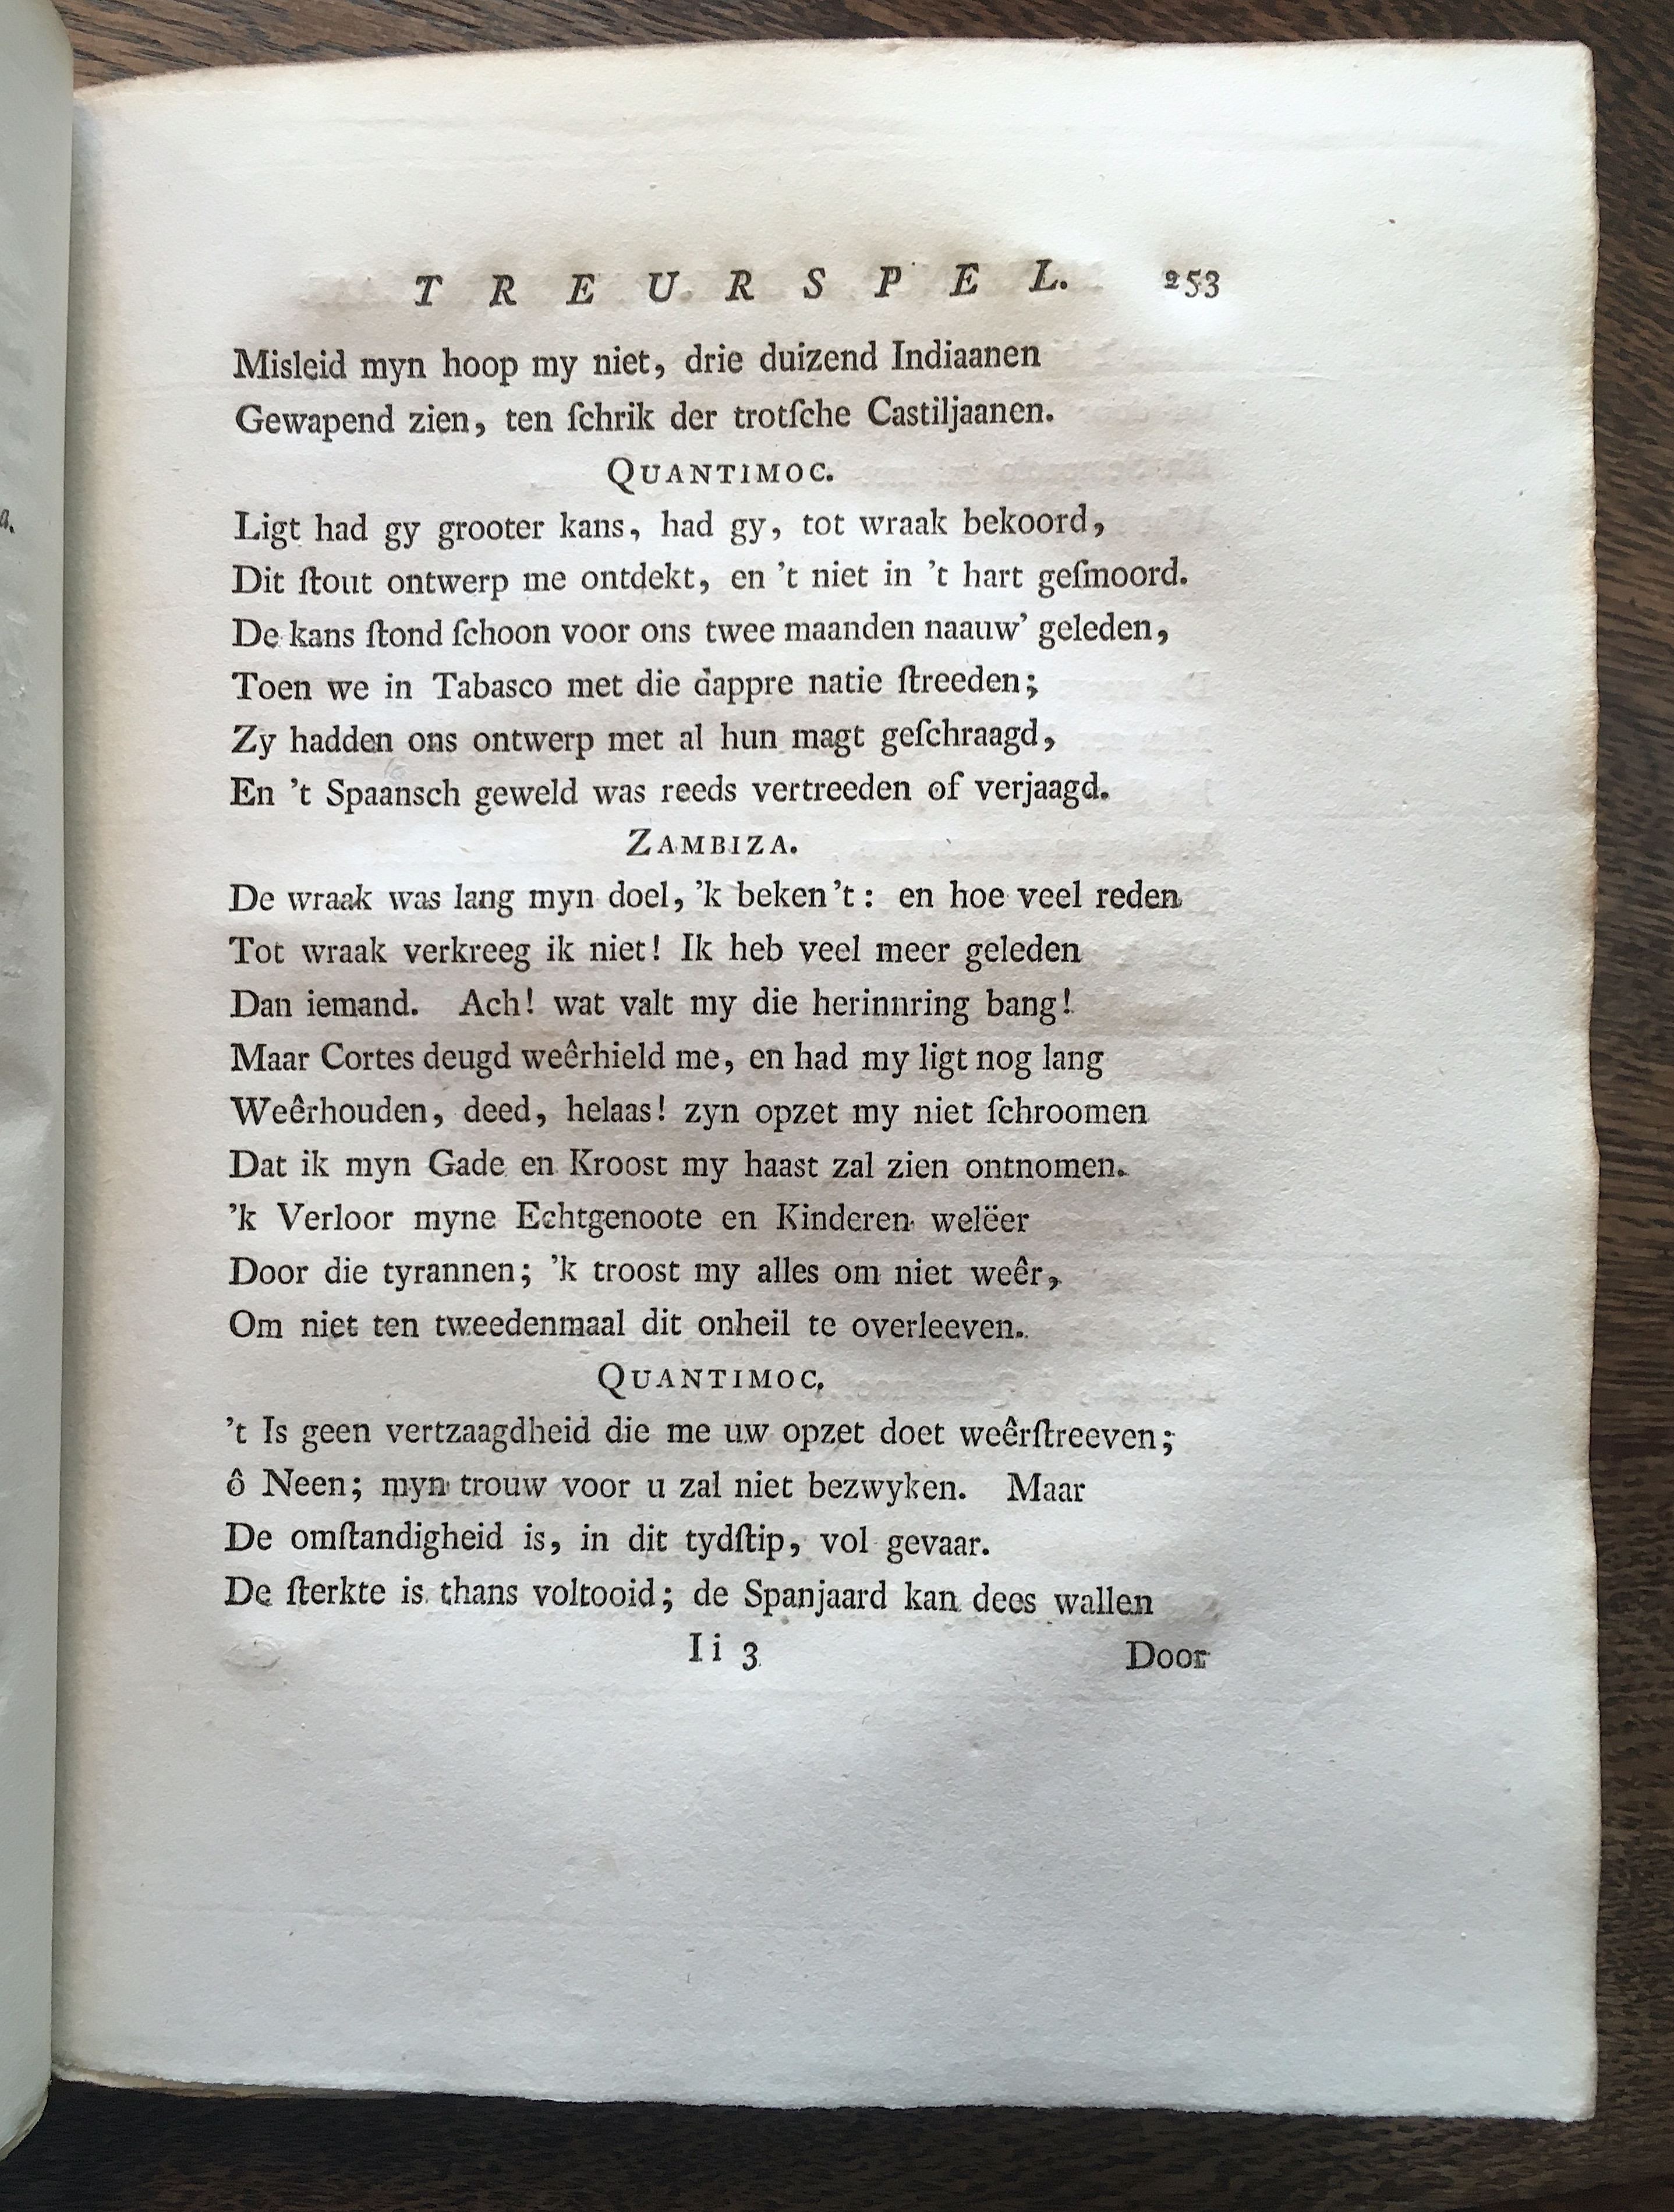 TREURSPEL. 253
Misleid myn hoop my niet, drie duizend Indiaanen
Gewapend zien, ten ſchrik der trotſche Castiljaanen.
QUANTIMOC.
Ligt had gy grooter kans, had gy, tot wraak bekoord,
Dit ſtout ontwerp me ontdekt, en 't niet in 't hart geſmoord.
De kans ſtond ſchoon voor ons twee maanden naauw' geleden,
Toen we in Tabasco met die dappre natie ſtreeden;
Zy hadden ons ontwerp met al hun magt geſchraagd,
En 't Spaansch geweld was reeds vertreeden of verjaagd.
ZAMBIZA.
De wraak was lang myn doel, 'k beken 't: en hoe veel reden
Tot wraak verkreeg ik niet! Ik heb veel meer geleden
Dan iemand. Ach! wat valt my die herinnring bang!
Maar Cortes deugd weêrhield me, en had my ligt nog lang
Weêrhouden, deed, helaas! zyn opzet my niet ſchroomen
Dat ik myn Gade en Kroost my haast zal zien ontnomen.
'k Verloor myne Echtgenoote en Kinderen welëer
Door die tyrannen; 'k troost my alles om niet weêr,
Om niet ten tweedenmaal dit onheil te overleeven.
QUANTIMOC.
't Is geen vertzaagdheid die me uw opzet doet weêrſtreeven;
ô Neen; myn trouw voor u zal niet bezwyken. Maar
De omſtandigheid is, in dit tydſtip, vol gevaar.
De ſterkte is thans voltooid; de Spanjaard kan dees wallen
Ii 3 Door